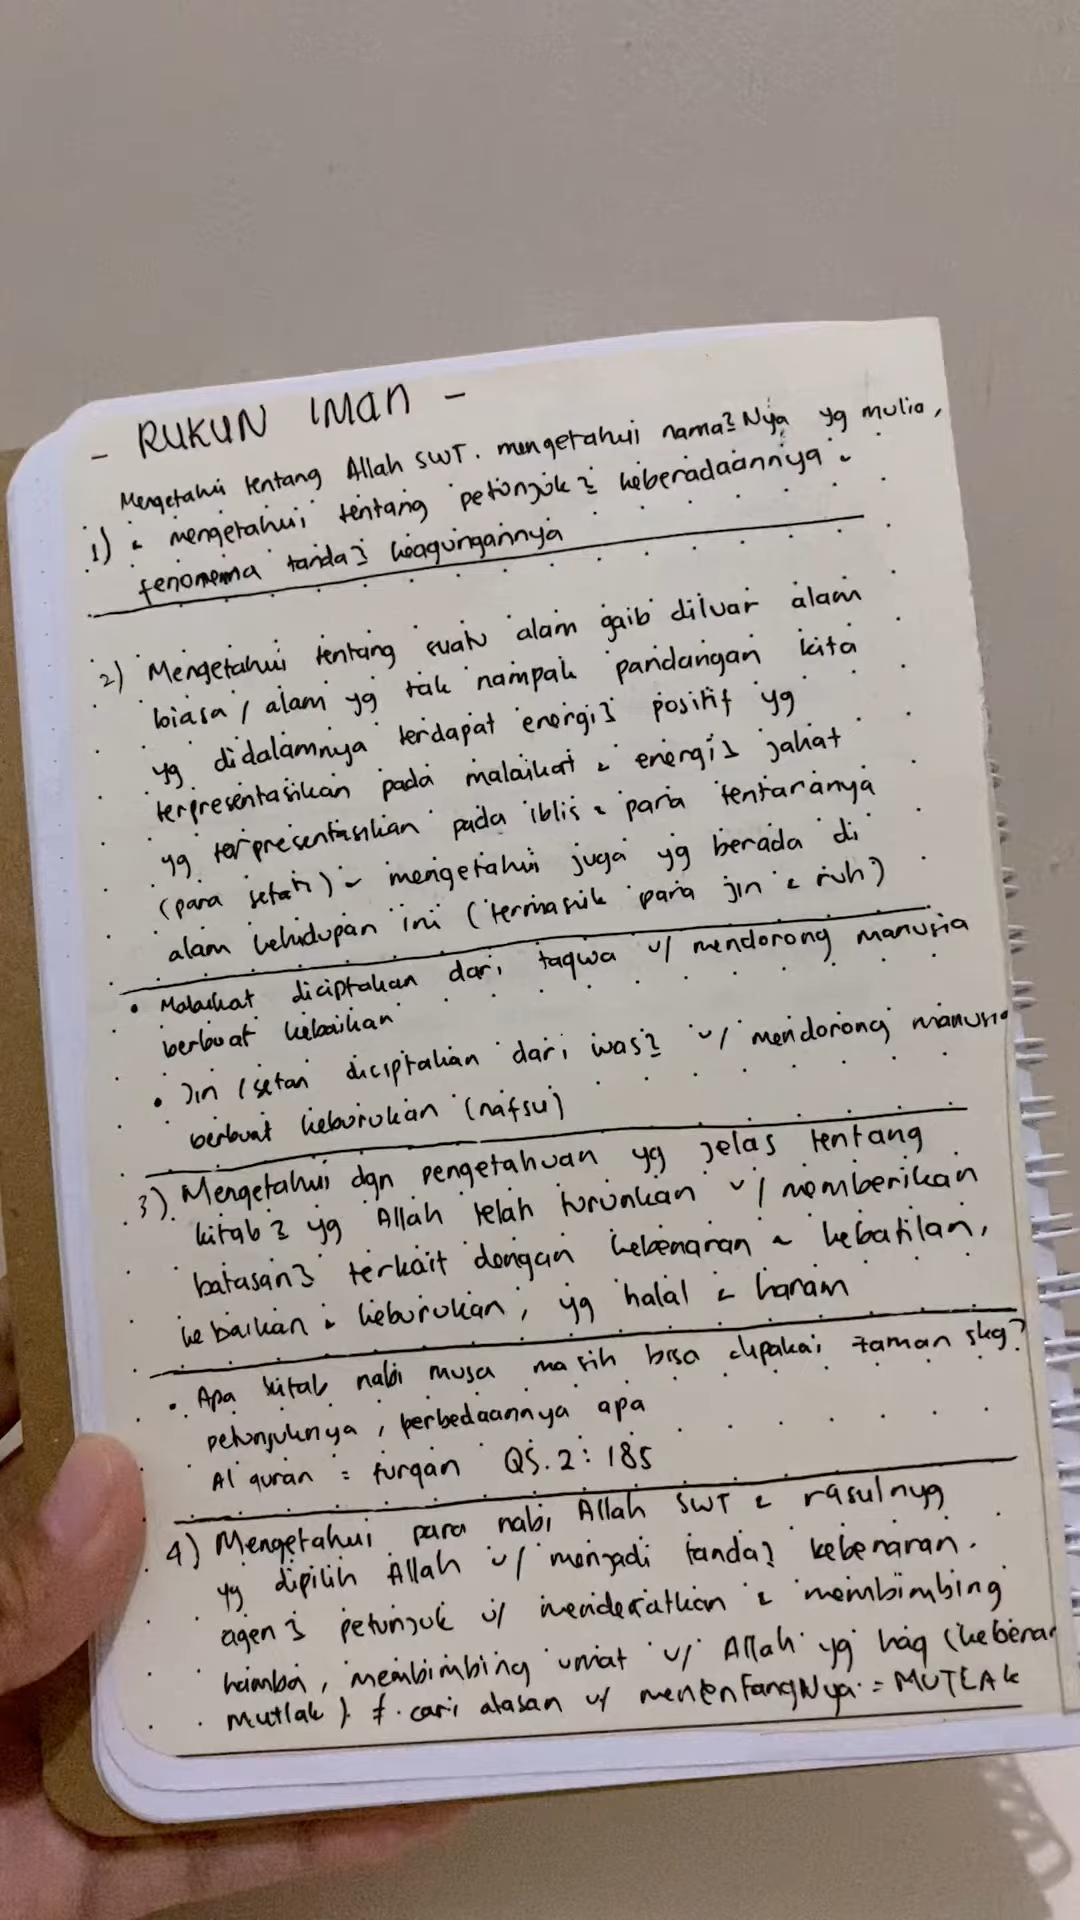 - RUKUN IMAN -
Mengetahui tentang Allah SWT. mengetahui nama2 Nya yg mulia,
1) & mengetahui tentang petunjuk2 keberadaannya &
fenomema tanda2 keagungannya
2) Mengetahui tentang suatu alam gaib diluar alam
biasa / alam yg tak nampak pandangan kita
yg didalamnya terdapat energi2 positif yg
terpresentasikan pada malaikat & energi2 jahat
yg terpresentasikan pada iblis & para tentaranya
(para setan) & mengetahui juga yg berada di
alam kehidupan ini (termasuk para jin & ruh)
• Malaikat diciptakan dari taqwa u/ mendorong manusia
berbuat kebaikan
• Jin / setan diciptakan dari was2 u/ mendorong manusia
berbuat keburukan (nafsu)
3) Mengetahui dgn pengetahuan yg jelas tentang
kitab2 yg Allah telah turunkan u/ memberikan
batasan2 terkait dengan kebenaran & kebatilan,
kebaikan & keburukan, yg halal & haram
• Apa kitab nabi musa masih bisa dipakai zaman skg?
petunjuknya, perbedaannya apa
Al quran = furqan QS. 2 : 185
4) Mengetahui para nabi Allah SWT & rasulnya
yg dipilih Allah u/ menjadi tanda2 kebenaran.
agen2 petunjuk u/ menderatkan & membimbing
hamba, membimbing umat u/ Allah yg haq (kebenar
mutlak) ≠ cari alasan u/ menentangNya = MUTLAK